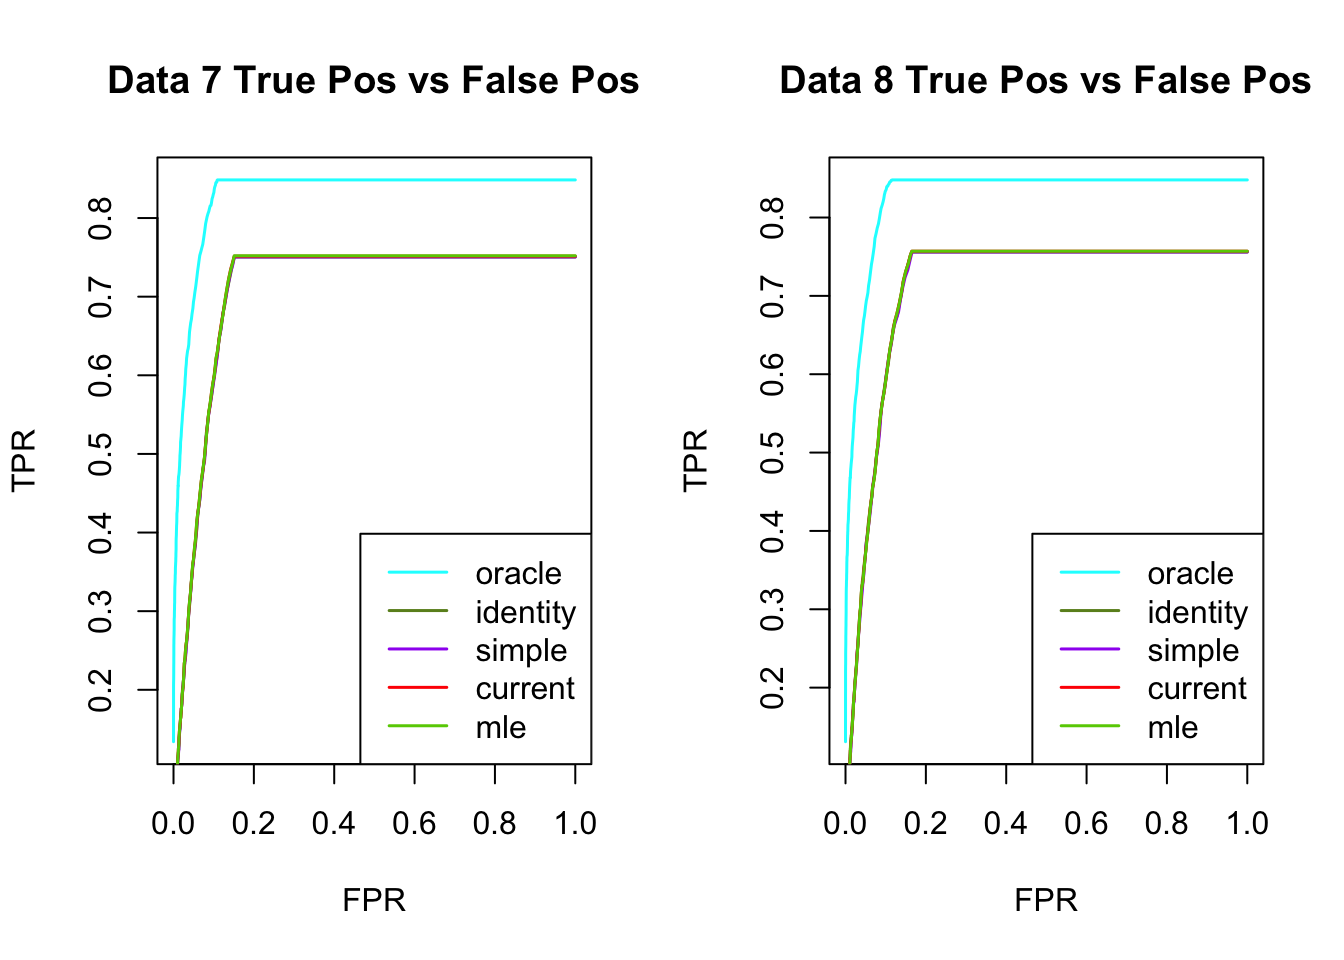 Data 7 True Pos vs False Pos
TPR
0.8
0.7
0.6
0.5
0.4
0.3
0.2
oracle
identity
simple
current
mle
0.0 0.2 0.4 0.6 0.8 1.0
FPR
Data 8 True Pos vs False Pos
TPR
0.8
0.7
0.6
0.5
0.4
0.3
0.2
oracle
identity
simple
current
mle
0.0 0.2 0.4 0.6 0.8 1.0
FPR